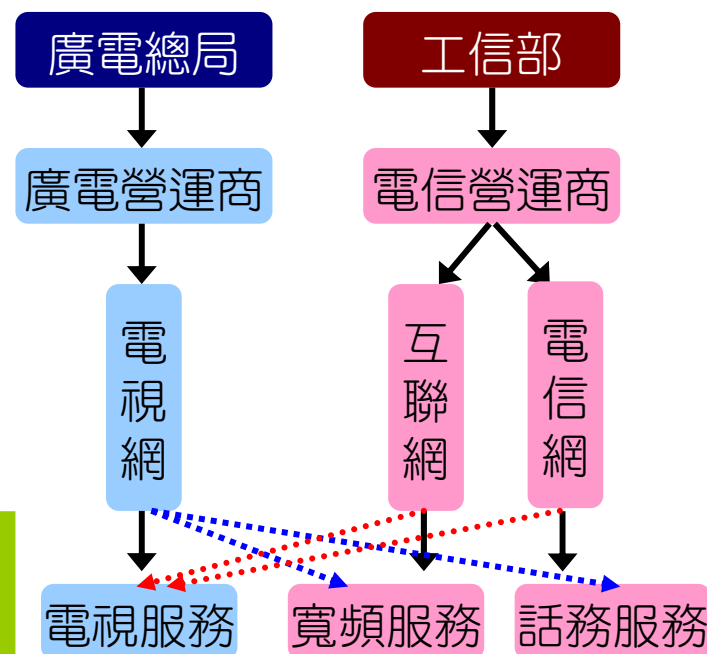 廣電總局
工信部
廣電營運商
電信營運商
電視網
互聯網
電信網
電視服務
寬頻服務
話務服務